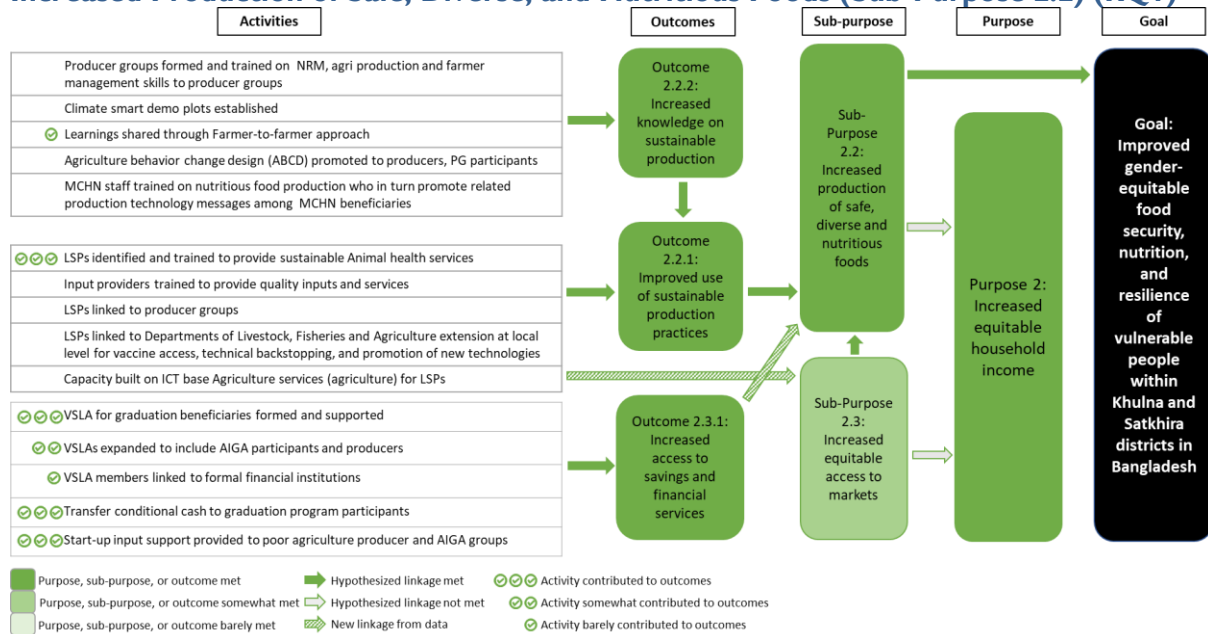 Increased Production of Safe, Diverse, and Nutritious Foods (Sub-Purpose 2.2) (RQ1)
Activities
Outcomes
Sub-purpose
Purpose
Goal
Producer groups formed and trained on NRM, agri production and farmer
management skills to producer groups
Climate smart demo plots established
Learnings shared through Farmer-to-farmer approach
Agriculture behavior change design (ABCD) promoted to producers, PG participants
MCHN staff trained on nutritious food production who in turn promote related
production technology messages among MCHN beneficiaries
LSPs identified and trained to provide sustainable Animal health services
Input providers trained to provide quality inputs and services
LSPs linked to producer groups
LSPs linked to Departments of Livestock, Fisheries and Agriculture extension at local
level for vaccine access, technical backstopping, and promotion of new technologies
Capacity built on ICT base Agriculture services (agriculture) for LSPs
VSLA for graduation beneficiaries formed and supported
VSLAs expanded to include AIGA participants and producers
VSLA members linked to formal financial institutions
Transfer conditional cash to graduation program participants
Start-up input support provided to poor agriculture producer and AIGA groups
Outcome
2.2.2:
Increased
knowledge on
sustainable
production
Outcome
2.2.1:
Improved use
of sustainable
production
practices
Outcome 2.3.1:
Increased
access to
savings and
financial
services
Sub-
Purpose
2.2:
Increased
production
of safe,
diverse and
nutritious
foods
Sub-Purpose
2.3:
Increased
equitable
access to
markets
Purpose 2:
Increased
equitable
household
income
Goal:
Improved
gender-
equitable
food
security,
nutrition,
and
resilience
of
vulnerable
people
within
Khulna and
Satkhira
districts in
Bangladesh
Purpose, sub-purpose, or outcome met
Purpose, sub-purpose, or outcome somewhat met
Purpose, sub-purpose, or outcome barely met
Hypothesized linkage met
Hypothesized linkage not met
New linkage from data
Activity contributed to outcomes
Activity somewhat contributed to outcomes
Activity barely contributed to outcomes